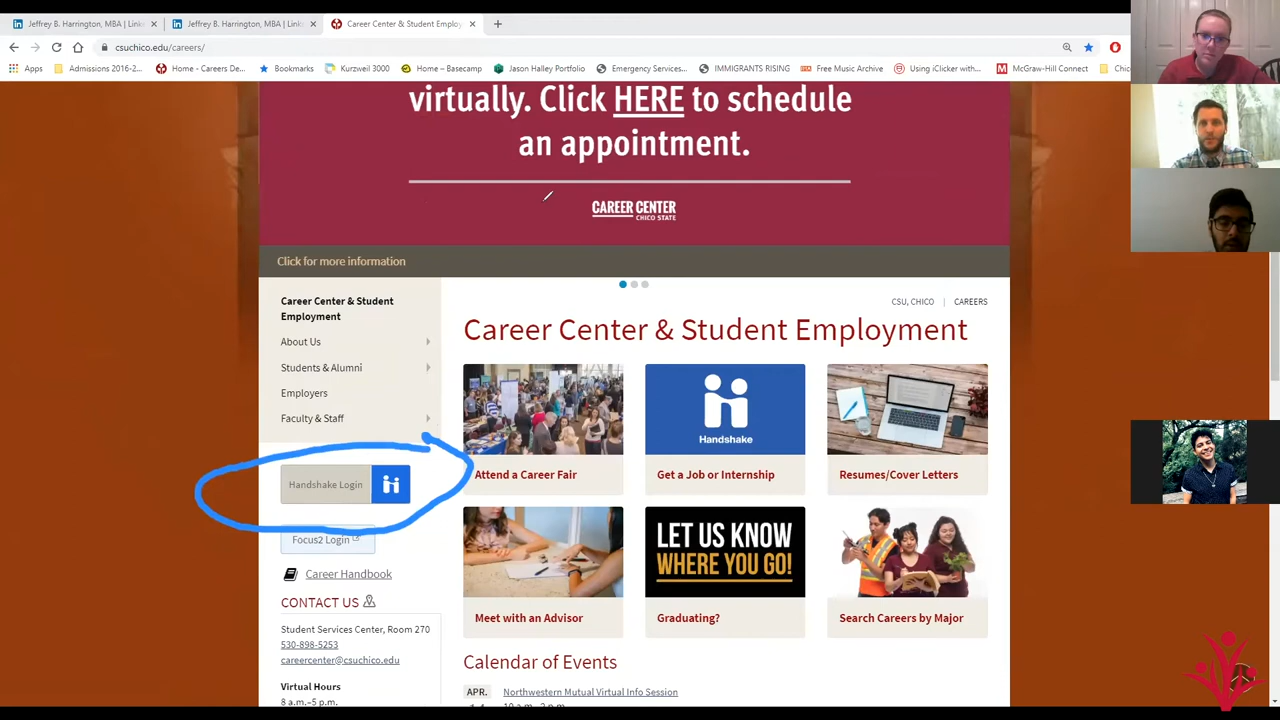 Jeffrey B. Harrington, MBA | Link
Jeffrey B. Harrington, MBA | Link
Career Center & Student Employ
csuchico.edu/careers/
Apps
Admissions 2016-2...
Home - Careers De...
Bookmarks
Kurzweil 3000
Home – Basecamp
Jason Halley Portfolio
Emergency Services...
IMMIGRANTS RISING
Free Music Archive
Using iClicker with...
McGraw-Hill Connect
Chic
virtually. Click HERE to schedule
an appointment.
CAREER CENTER
CHICO STATE
Click for more information
Career Center & Student
Employment
About Us
Students & Alumni
Employers
Faculty & Staff
Handshake Login
Focus2 Login
Career Handbook
CONTACT US
Student Services Center, Room 270
530-898-5253
careercenter@csuchico.edu
Virtual Hours
8 a.m.–5 p.m.
CSU, CHICO | CAREERS
Career Center & Student Employment
Handshake
Attend a Career Fair
Get a Job or Internship
Resumes/Cover Letters
LET US KNOW
WHERE YOU GO!
Meet with an Advisor
Graduating?
Search Careers by Major
Calendar of Events
APR.
Northwestern Mutual Virtual Info Session